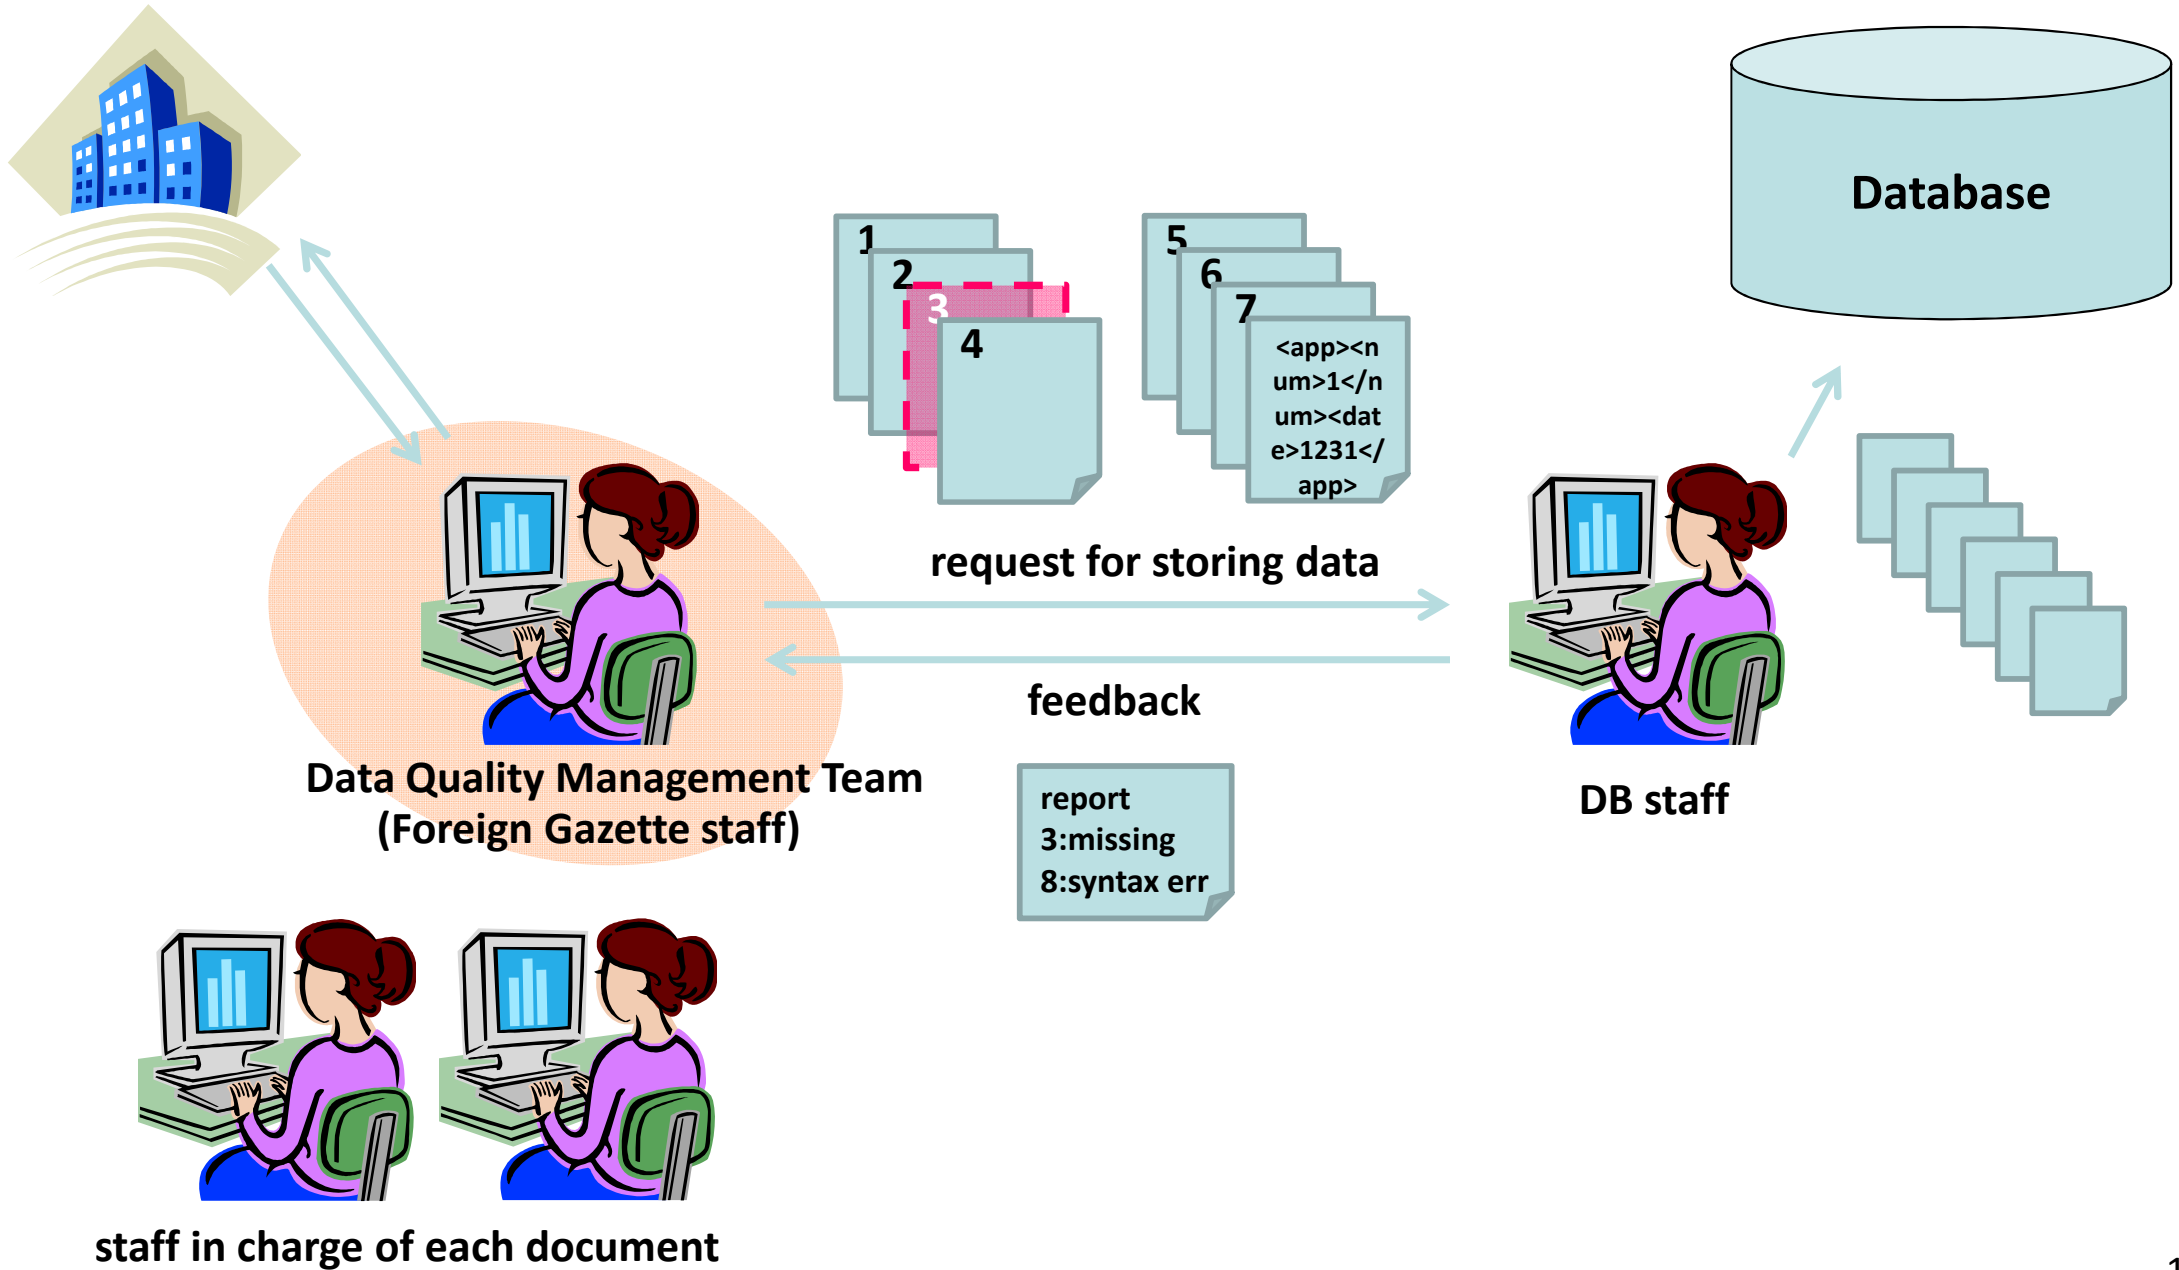 Database
1
2
3
4
5
6
7
<app><n
um>1</n
um><dat
e>1231</
app>
request for storing data
feedback
Data Quality Management Team
(Foreign Gazette staff)
report
3:missing
8:syntax err
DB staff
staff in charge of each document
1